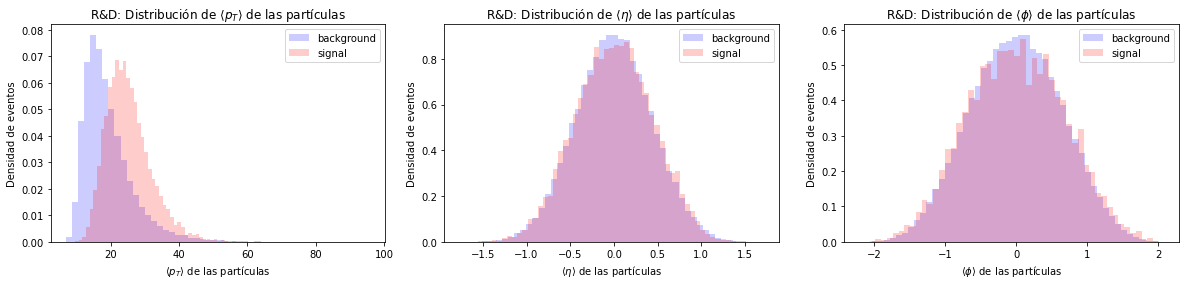 R&D: Distribución de ⟨p_T⟩ de las partículas
background
signal
Densidad de eventos
0.08
0.07
0.06
0.05
0.04
0.03
0.02
0.01
0.00
20 40 60 80 100
⟨p_T⟩ de las partículas
R&D: Distribución de ⟨η⟩ de las partículas
background
signal
Densidad de eventos
0.8
0.6
0.4
0.2
0.0
−1.5 −1.0 −0.5 0.0 0.5 1.0 1.5
⟨η⟩ de las partículas
R&D: Distribución de ⟨ϕ⟩ de las partículas
background
signal
Densidad de eventos
0.6
0.5
0.4
0.3
0.2
0.1
0.0
−2 −1 0 1 2
⟨ϕ⟩ de las partículas